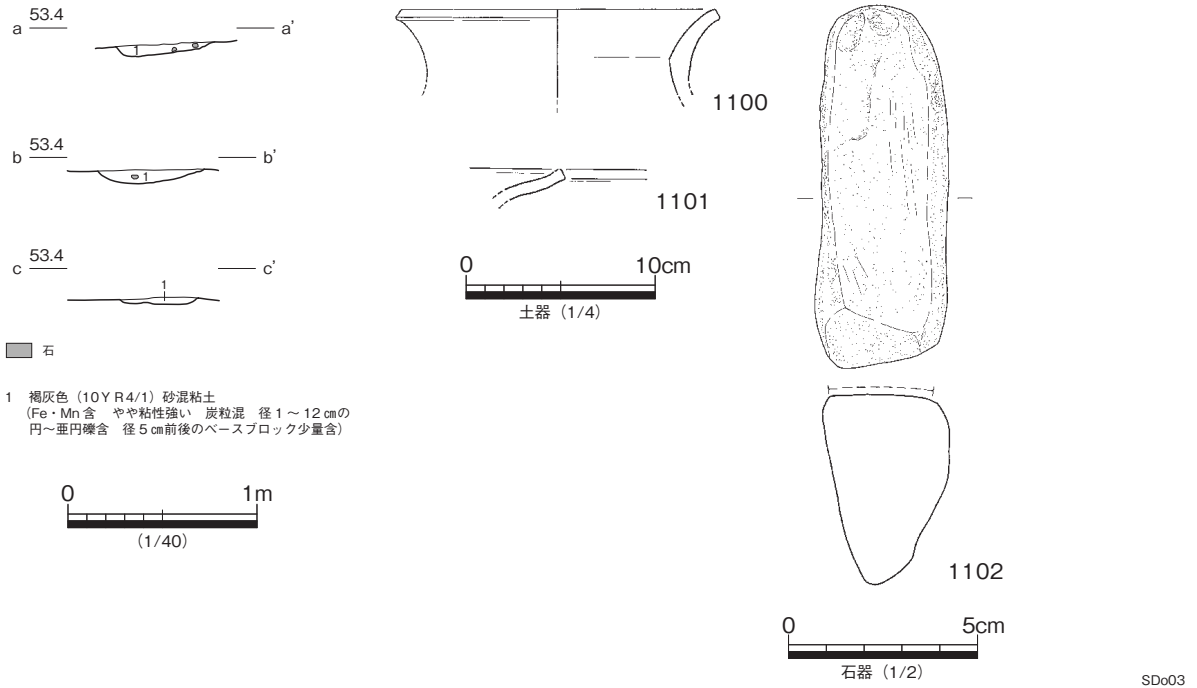 53.4
a a'
1
53.4
b b'
1
53.4
c c'
1
石
1 褐灰色（10ＹＲ4/1）砂混粘土
（Fe・Mn 含 やや粘性強い 炭粒混 径 1 ～ 12 ㎝の
円～亜円礫含 径 5 ㎝前後のベースブロック少量含）
0 1m
（1/40）
1100
1101
0 10cm
土器（1/4）
1102
0 5cm
石器（1/2）
SDo03